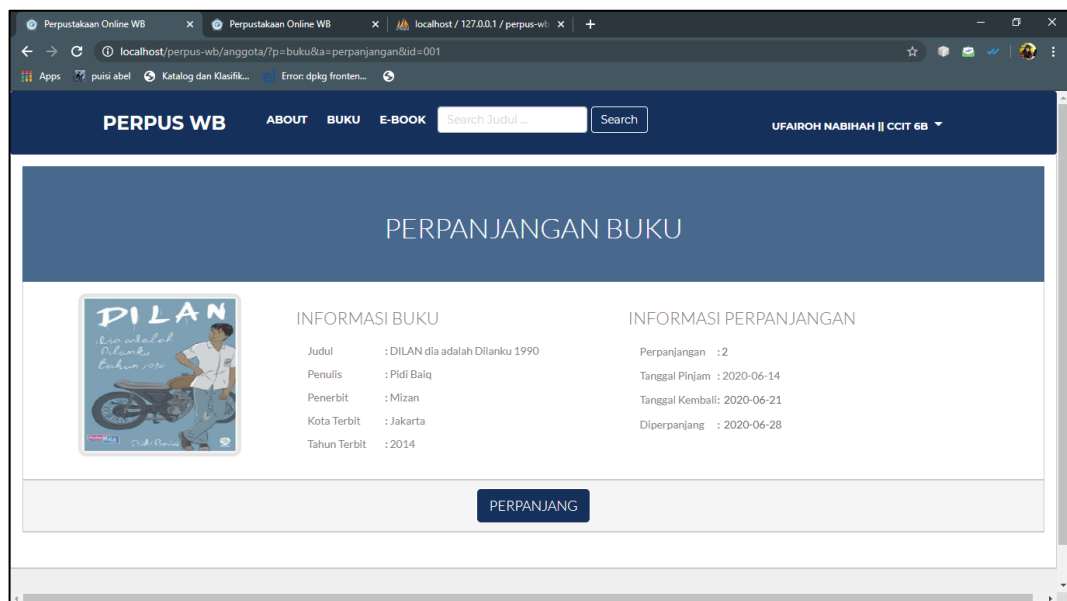 Perpustakaan Online WB
Perpustakaan Online WB
localhost / 127.0.0.1 / perpus-wb
localhost/perpus-wb/anggota/?p=buku&a=perpanjangan&id=001
Apps puisi abel Katalog dan Klasifik... Error: dpkg fronten...
PERPUS WB ABOUT BUKU E-BOOK Search Judul ... Search UFAIROH NABIHAH || CCIT 6B
PERPANJANGAN BUKU
DILAN
dia adalah
Dilanku
tahun 1990
Pidi Baiq
INFORMASI BUKU
Judul : DILAN dia adalah Dilanku 1990
Penulis : Pidi Baiq
Penerbit : Mizan
Kota Terbit : Jakarta
Tahun Terbit : 2014
INFORMASI PERPANJANGAN
Perpanjangan :2
Tanggal Pinjam : 2020-06-14
Tanggal Kembali: 2020-06-21
Diperpanjang : 2020-06-28
PERPANJANG